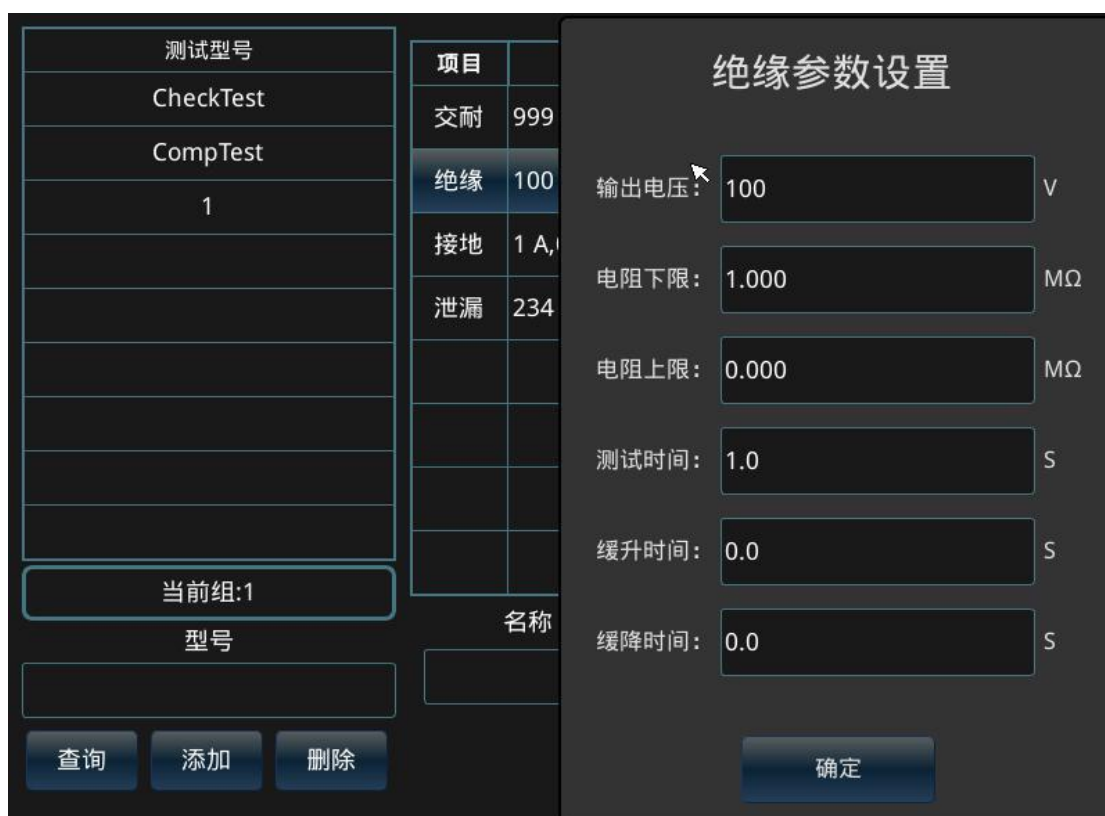 测试型号
CheckTest
CompTest
1
当前组:1
型号
查询 添加 删除
项目
交耐 999
绝缘 100
接地 1 A,
泄漏 234
名称
绝缘参数设置
输出电压: 100 V
电阻下限: 1.000 MΩ
电阻上限: 0.000 MΩ
测试时间: 1.0 S
缓升时间: 0.0 S
缓降时间: 0.0 S
确定